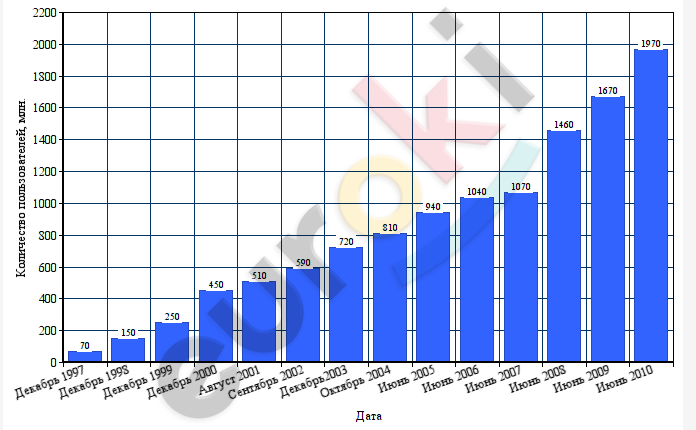 2200
2000
1800
1600
1400
1200
1000
800
600
400
200
0
Количество пользователей, млн.
70
150
250
450
510
590
720
810
940
1040
1070
1460
1670
1970
Декабрь 1997
Декабрь 1998
Декабрь 1999
Декабрь 2000
Август 2001
Сентябрь 2002
Декабрь2003
Октябрь 2004
Июнь 2005
Июнь 2006
Июнь 2007
Июнь 2008
Июнь 2009
Июнь 2010
Дата
euroki